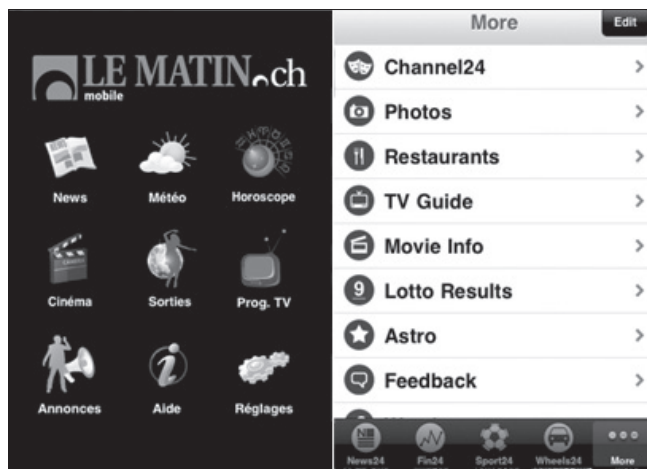 LE MATIN.ch
mobile
News Météo Horoscope
Cinéma Sorties Prog. TV
Annonces Aide Réglages
More Edit
Channel24
Photos
Restaurants
TV Guide
Movie Info
9 Lotto Results
Astro
Feedback
News24 Fin24 Sport24 Wheels24 More